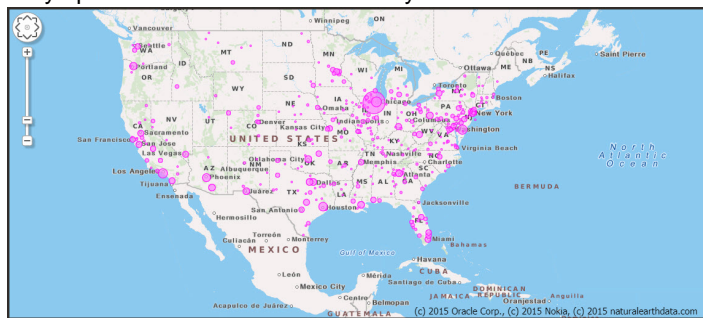 Winnipeg
ON
Vancouver
Seattle
WA
MT
ND
MN
Québec
PE
NB
NS
Saint Pierre
Ottawa
ME
Halifax
Portland
OR
ID
SD
WI
MI
Toronto
NY
Boston
WY
IA
Chicago
PA
CT
New York
NE
Omaha
IN
OH
NJ
NV
UT
CO
Denver
Indianapolis
Columbus
Washington
CA
Sacramento
Kansas City
MO
WV
VA
San Francisco
San Jose
UNITED STATES
KS
KY
Virginia Beach
North
Atlantic
Ocean
Las Vegas
Oklahoma City
TN
Nashville
NC
Los Angeles
AZ
Albuquerque
NM
OK
AR
Memphis
Charlotte
SC
Tijuana
Phoenix
Dallas
MS
AL
GA
Atlanta
BERMUDA
Ensenada
Juárez
TX
LA
Jacksonville
Hermosillo
San Antonio
Houston
FL
Culiacán
Torreón
Monterrey
Miami
Bahamas
MEXICO
Gulf of Mexico
Havana
CUBA
León
Mérida
Santiago de Cuba
Mexico City
DOMINICAN
REPUBLIC
JAMAICA
Anguilla
Centro
Oranjestad
Acapulco de Juárez
Belmopan
GUATEMALA
(c) 2015 Oracle Corp., (c) 2015 Nokia, (c) 2015 naturalearthdata.com